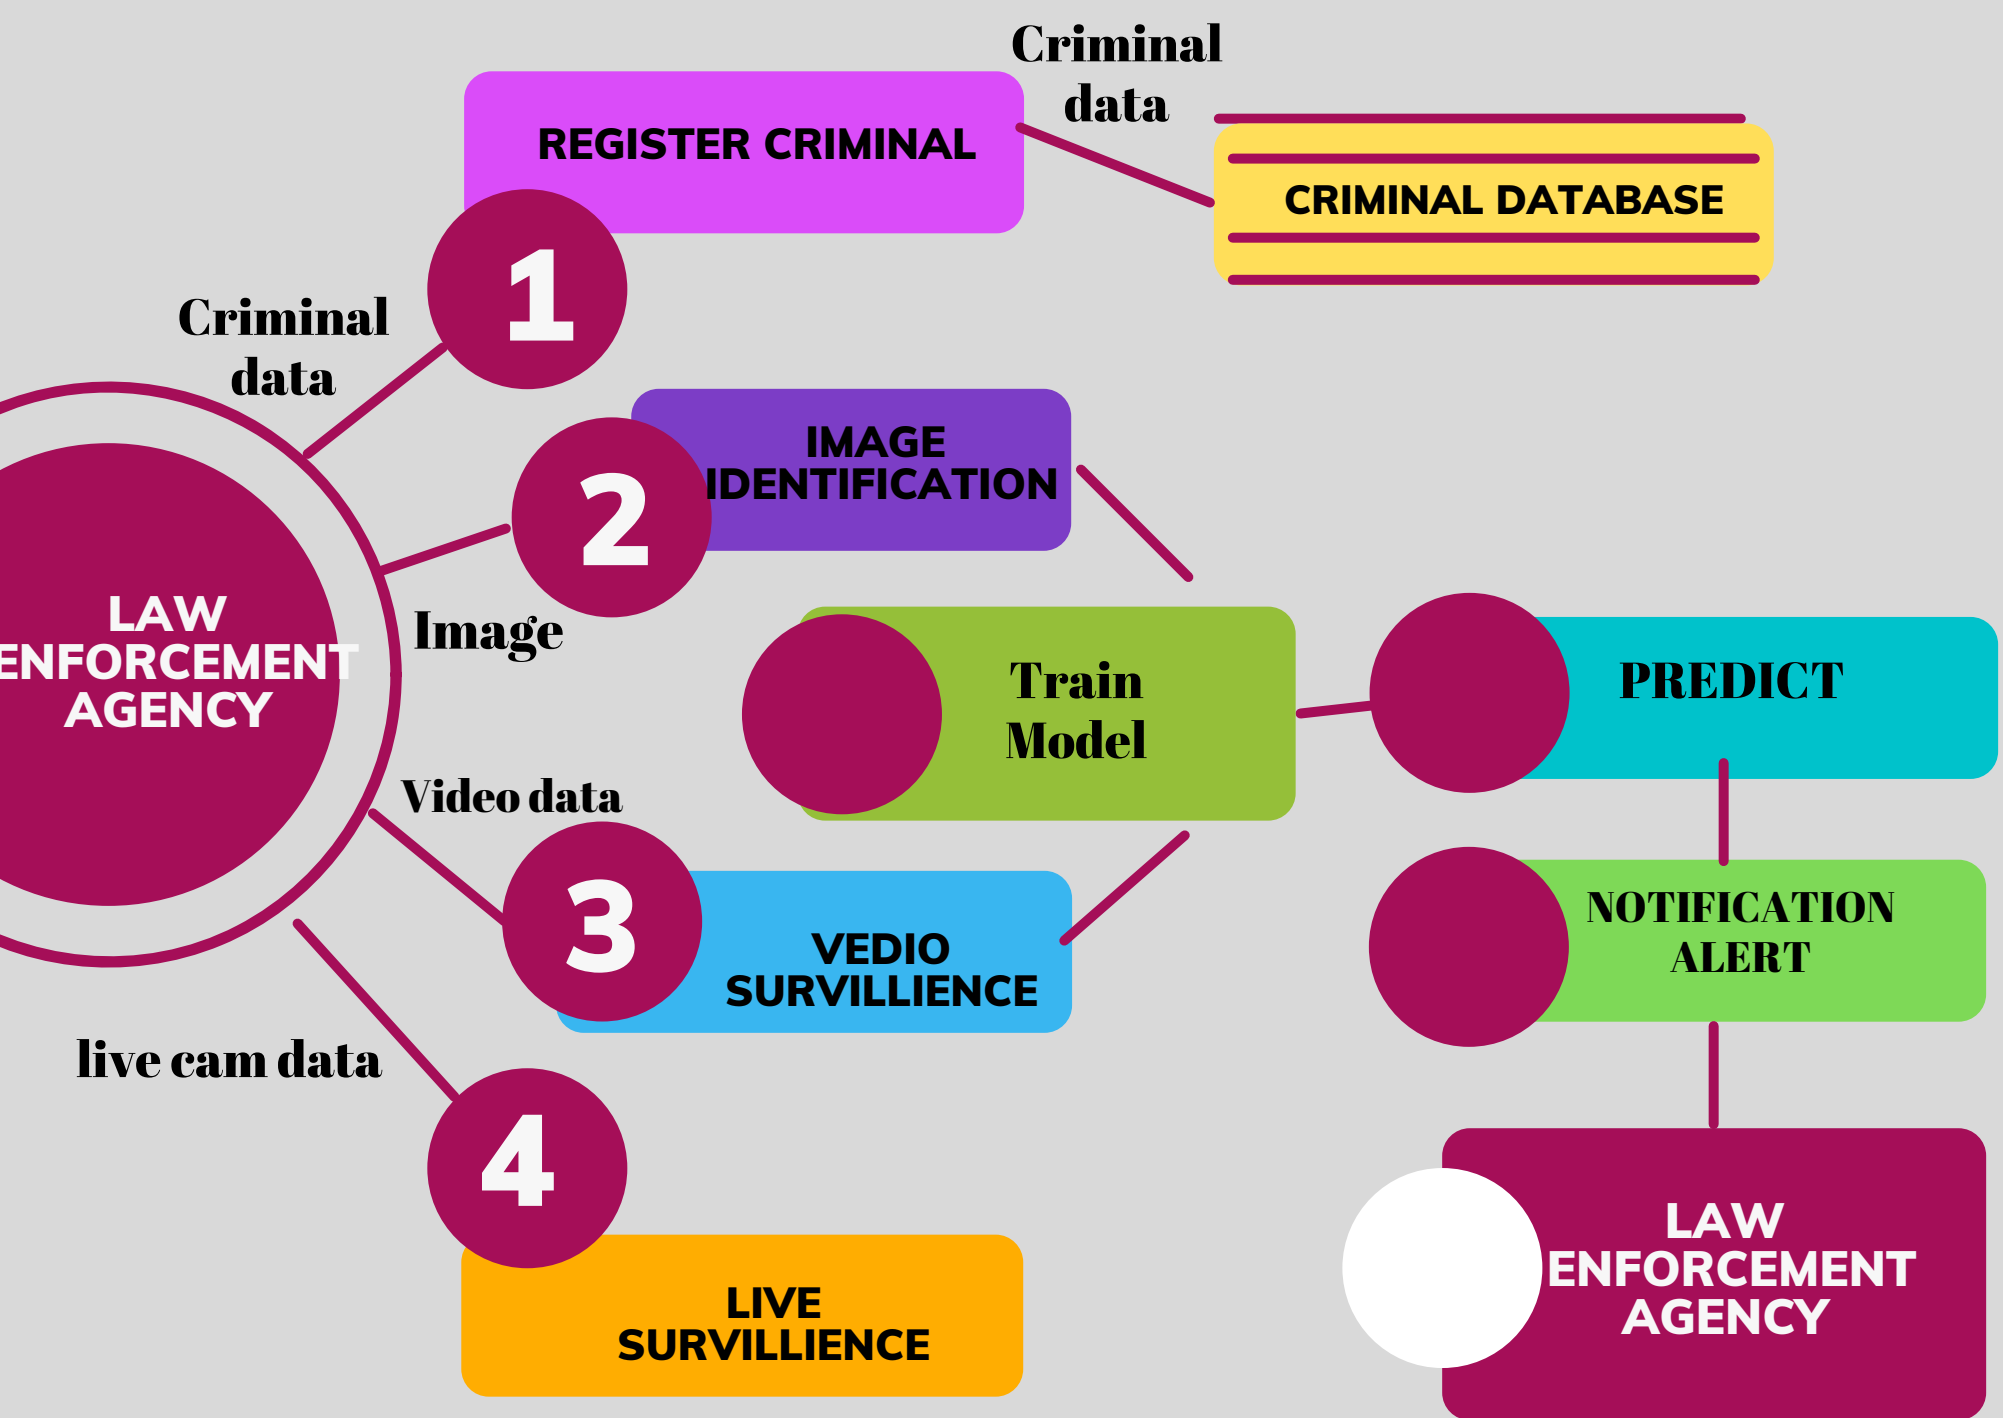 Criminal
data
REGISTER CRIMINAL
CRIMINAL DATABASE
1
Criminal
data
IMAGE
IDENTIFICATION
2
LAW
ENFORCEMENT
AGENCY
Image
Train
Model
PREDICT
Video data
3
VEDIO
SURVILLIENCE
NOTIFICATION
ALERT
live cam data
4
LIVE
SURVILLIENCE
LAW
ENFORCEMENT
AGENCY